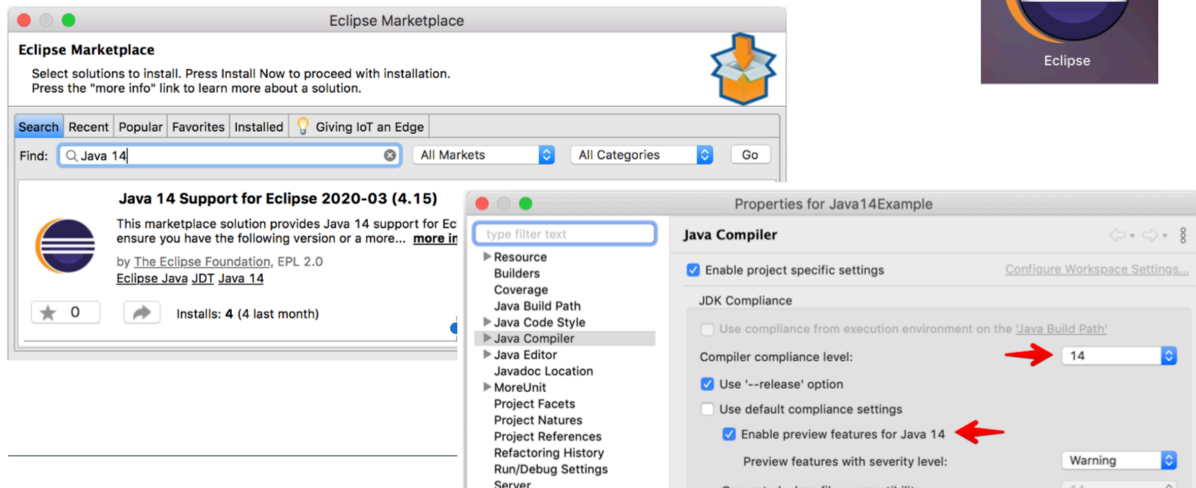 Eclipse Marketplace
Eclipse
Eclipse Marketplace
Select solutions to install. Press Install Now to proceed with installation.
Press the "more info" link to learn more about a solution.
Search Recent Popular Favorites Installed Giving IoT an Edge
Find: Java 14 All Markets All Categories Go
Java 14 Support for Eclipse 2020-03 (4.15)
This marketplace solution provides Java 14 support for Ec
ensure you have the following version or a more... more in
by The Eclipse Foundation, EPL 2.0
Eclipse Java JDT Java 14
0 Installs: 4 (4 last month)
Properties for Java14Example
type filter text
Resource
Builders
Coverage
Java Build Path
Java Code Style
Java Compiler
Java Editor
Javadoc Location
MoreUnit
Project Facets
Project Natures
Project References
Refactoring History
Run/Debug Settings
Server
Java Compiler
Enable project specific settings Configure Workspace Settings...
JDK Compliance
Use compliance from execution environment on the 'Java Build Path'
Compiler compliance level: 14
Use '--release' option
Use default compliance settings
Enable preview features for Java 14
Preview features with severity level: Warning